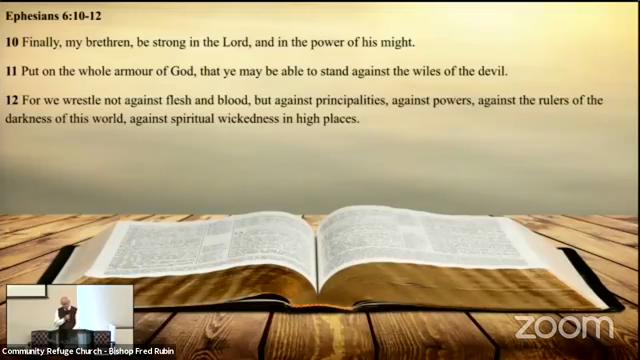 Ephesians 6:10-12
10 Finally, my brethren, be strong in the Lord, and in the power of his might.
11 Put on the whole armour of God, that ye may be able to stand against the wiles of the devil.
12 For we wrestle not against flesh and blood, but against principalities, against powers, against the rulers of the
darkness of this world, against spiritual wickedness in high places.
Community Refuge Church - Bishop Fred Rubin
zoom